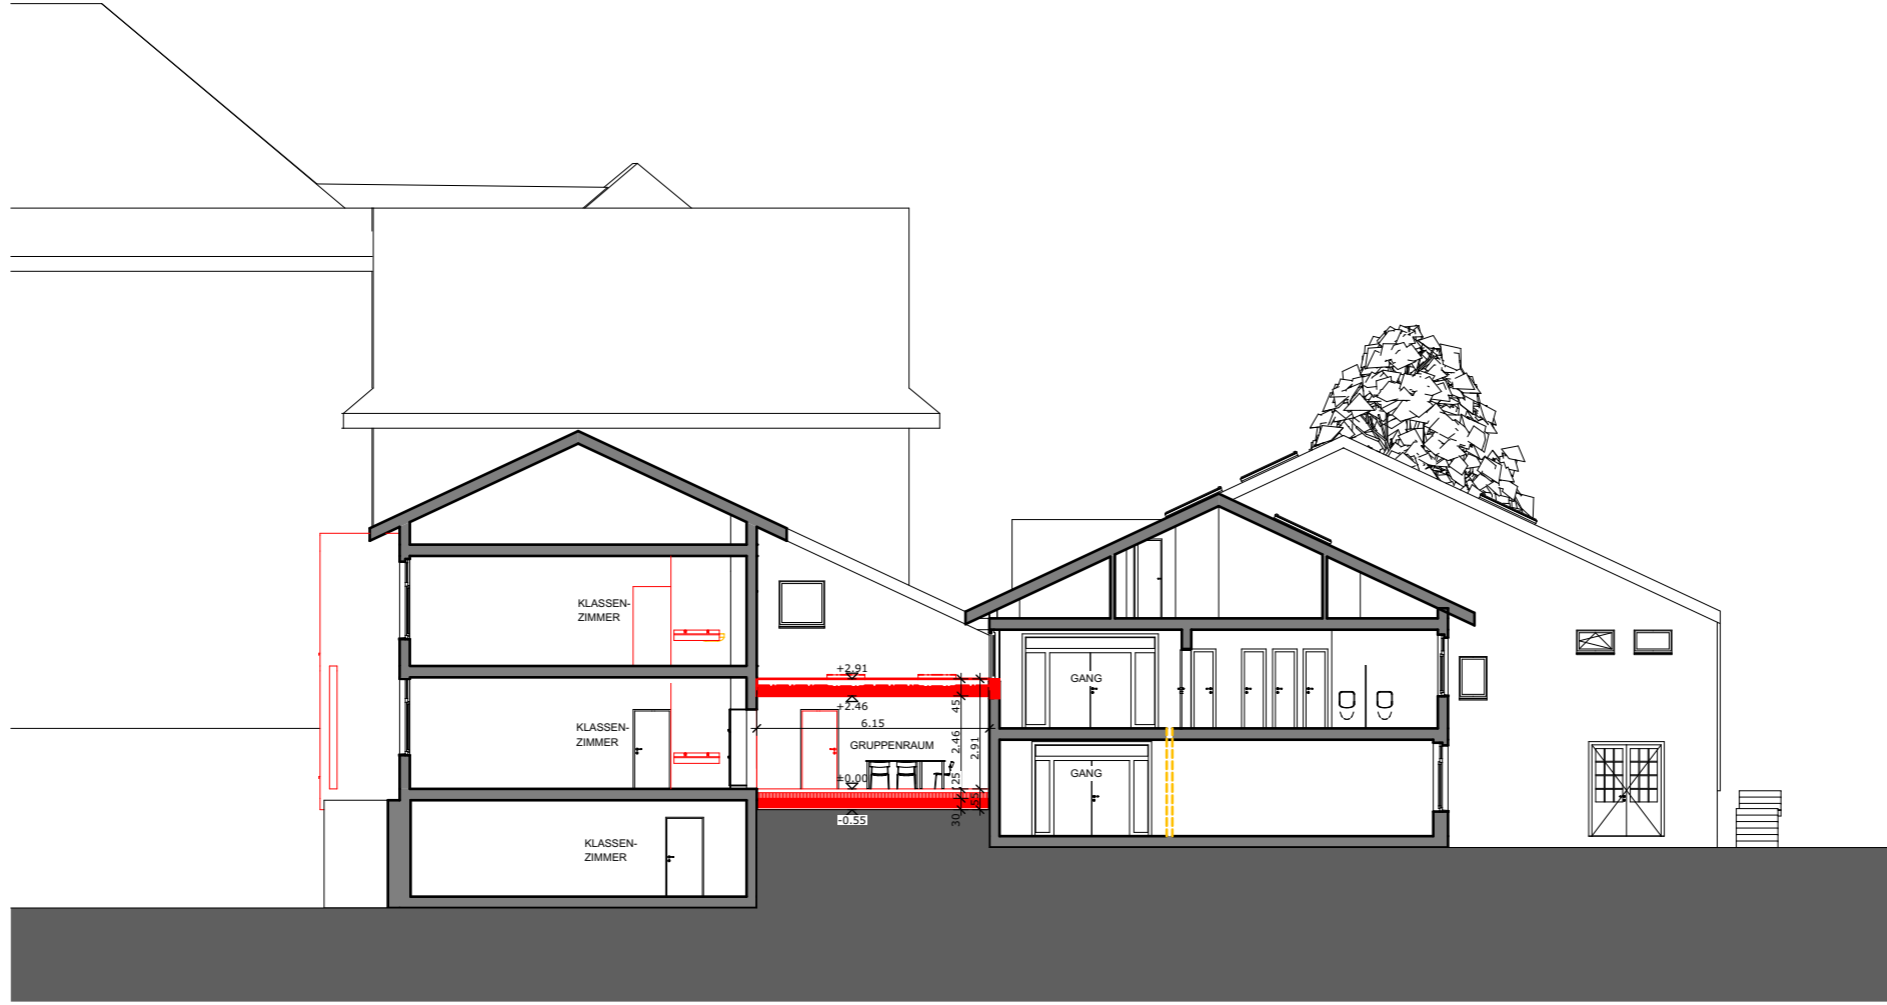 KLASSEN-
ZIMMER
+2.91
GANG
+2.46
45
6.15
KLASSEN-
ZIMMER
GRUPPENRAUM
2.46
2.91
±0.00
25
GANG
55
-0.55
30
KLASSEN-
ZIMMER